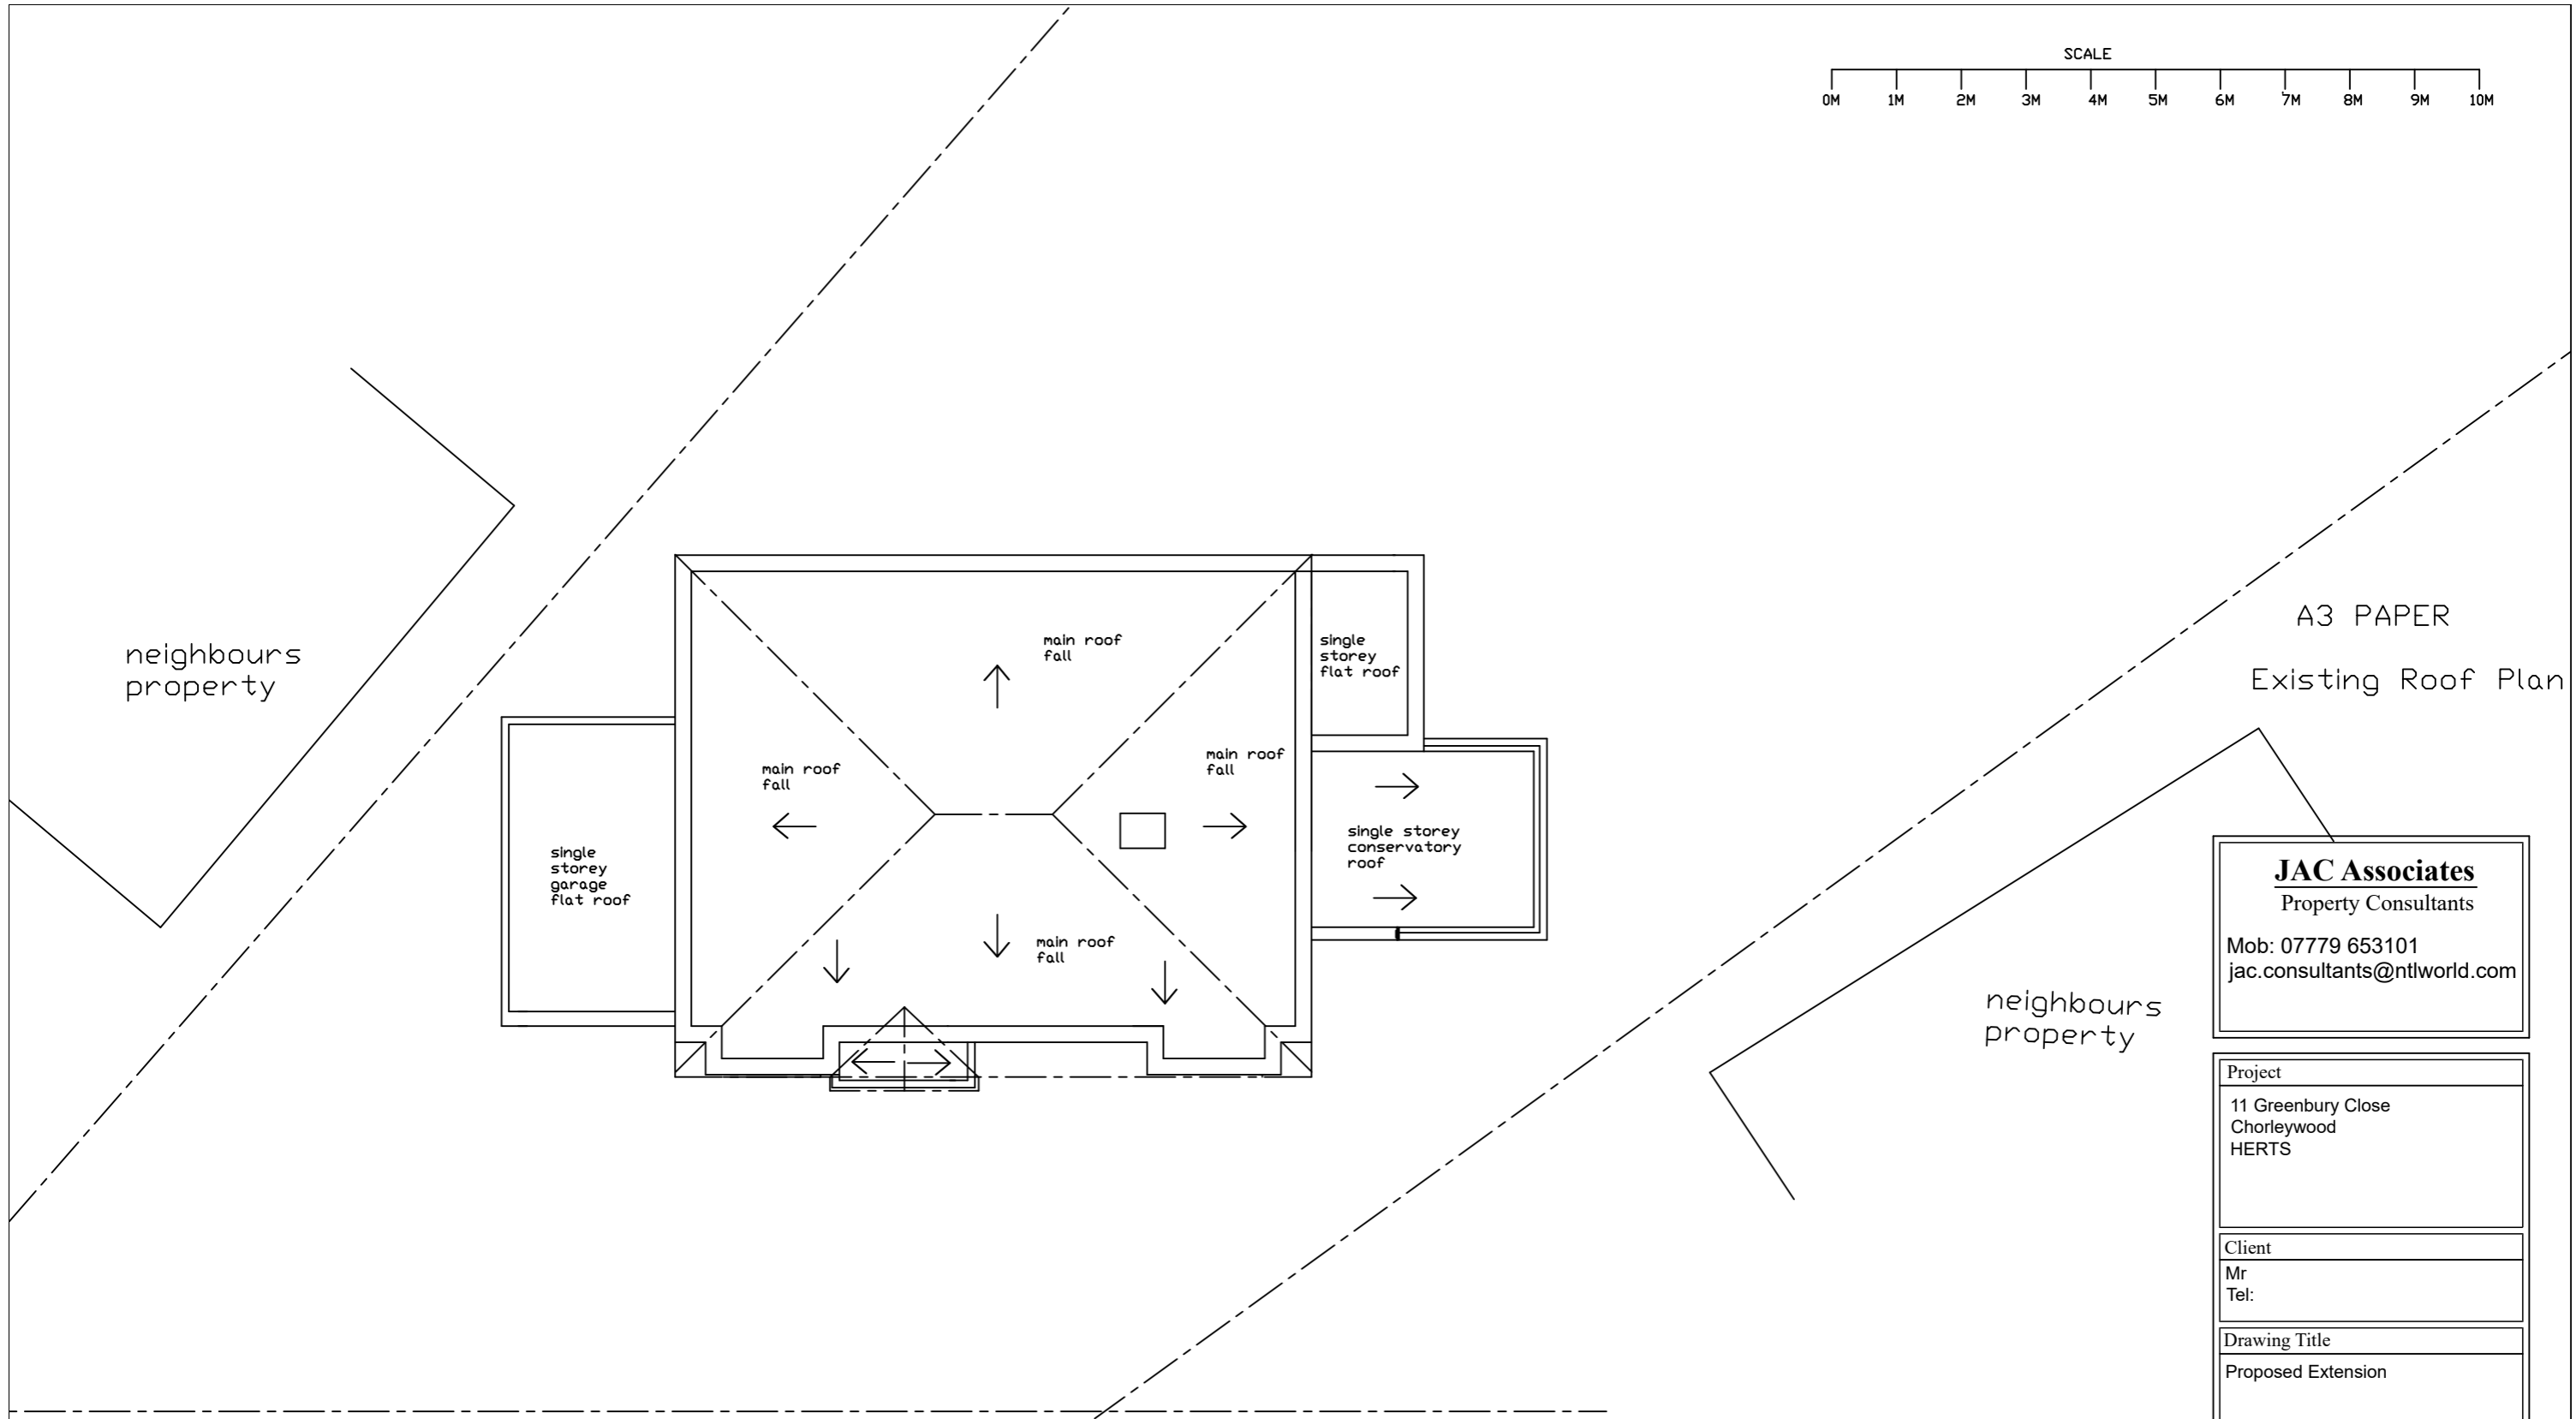 SCALE
0M 1M 2M 3M 4M 5M 6M 7M 8M 9M 10M
A3 PAPER
Existing Roof Plan
neighbours
property
main roof
fall
single
storey
flat roof
main roof
fall
main roof
fall
single storey
conservatory
roof
single
storey
garage
flat roof
main roof
fall
neighbours
property
JAC Associates
Property Consultants
Mob: 07779 653101
jac.consultants@ntlworld.com
Project
11 Greenbury Close
Chorleywood
HERTS
Client
Mr
Tel:
Drawing Title
Proposed Extension